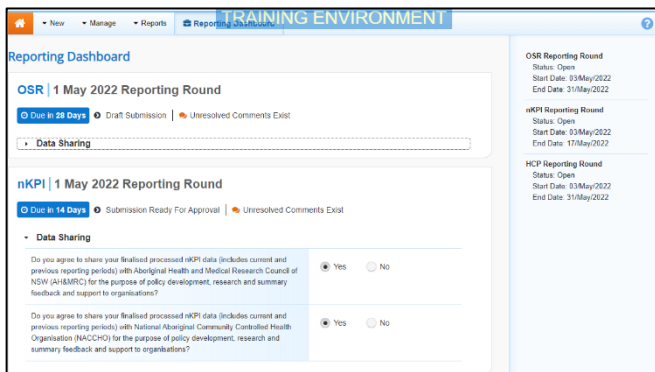 New
Manage
Reports
Reporting Dashboard
TRAINING ENVIRONMENT
?
Reporting Dashboard
OSR | 1 May 2022 Reporting Round
Due in 28 Days Draft Submission | Unresolved Comments Exist
Data Sharing
nKPI | 1 May 2022 Reporting Round
Due in 14 Days Submission Ready For Approval | Unresolved Comments Exist
Data Sharing
Do you agree to share your finalised processed nKPI data (includes current and
previous reporting periods) with Aboriginal Health and Medical Research Council of
NSW (AH&MRC) for the purpose of policy development, research and summary
feedback and support to organisations?
Yes No
Do you agree to share your finalised processed nKPI data (includes current and
previous reporting periods) with National Aboriginal Community Controlled Health
Organisation (NACCHO) for the purpose of policy development, research and
summary feedback and support to organisations?
Yes No
OSR Reporting Round
Status: Open
Start Date: 03/May/2022
End Date: 31/May/2022
nKPI Reporting Round
Status: Open
Start Date: 03/May/2022
End Date: 17/May/2022
HCP Reporting Round
Status: Open
Start Date: 03/May/2022
End Date: 31/May/2022